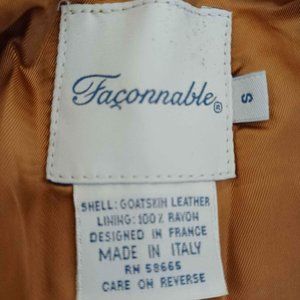 Façonnable®
S
SHELL: GOATSKIN LEATHER
LINING: 100% RAYON
DESIGNED IN FRANCE
MADE IN ITALY
RN 58665
CARE ON REVERSE